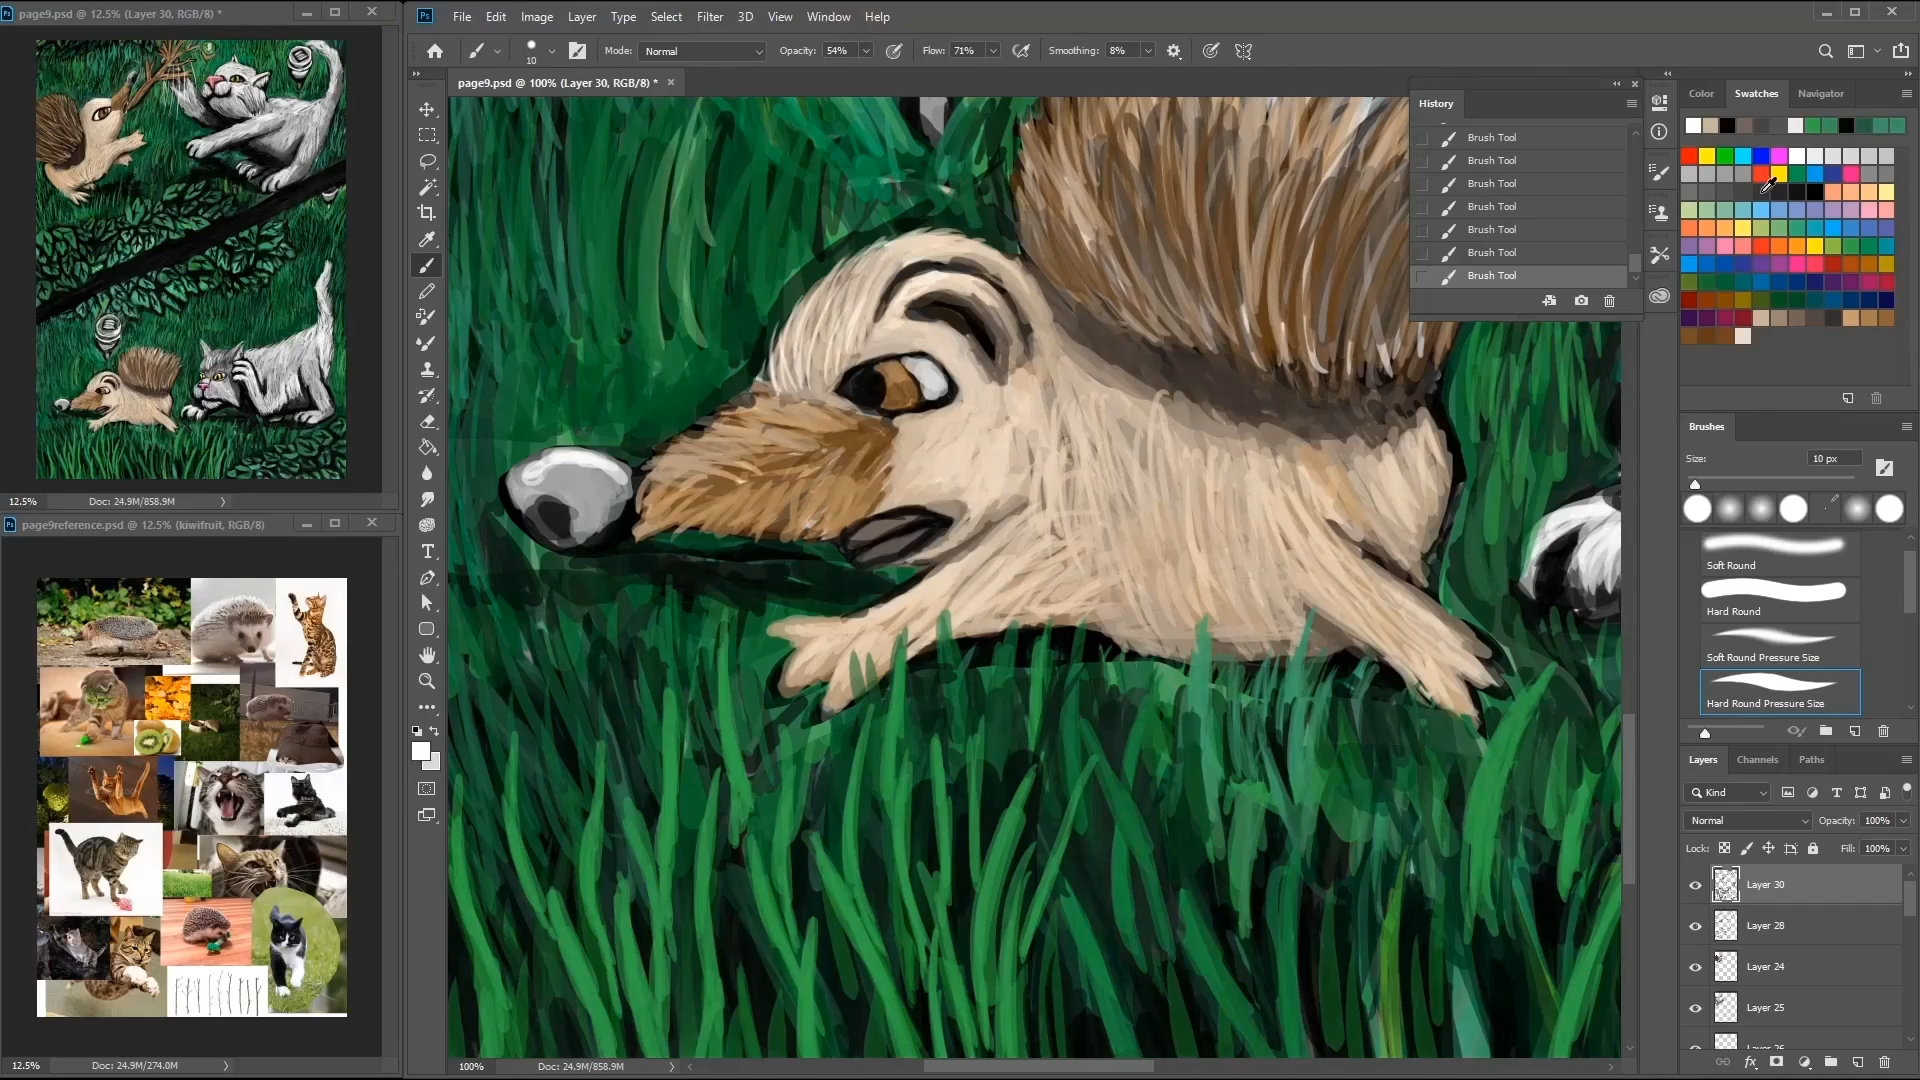 page9.psd @ 12.5% (Layer 30, RGB/8) *
12.5%
Doc: 24.9M/858.9M
page9reference.psd @ 12.5% (kiwifruit, RGB/8)
12.5%
Doc: 24.9M/274.0M
Ps
File Edit Image Layer Type Select Filter 3D View Window Help
10
Mode: Normal
Opacity: 54%
Flow: 71%
Smoothing: 8%
page9.psd @ 100% (Layer 30, RGB/8) *
100%
Doc: 24.9M/858.9M
History
Brush Tool
Brush Tool
Brush Tool
Brush Tool
Brush Tool
Brush Tool
Brush Tool
Color Swatches Navigator
Brushes
Size: 10 px
Soft Round
Hard Round
Soft Round Pressure Size
Hard Round Pressure Size
Layers Channels Paths
Kind
Normal
Opacity: 100%
Lock:
Fill: 100%
Layer 30
Layer 28
Layer 24
Layer 25